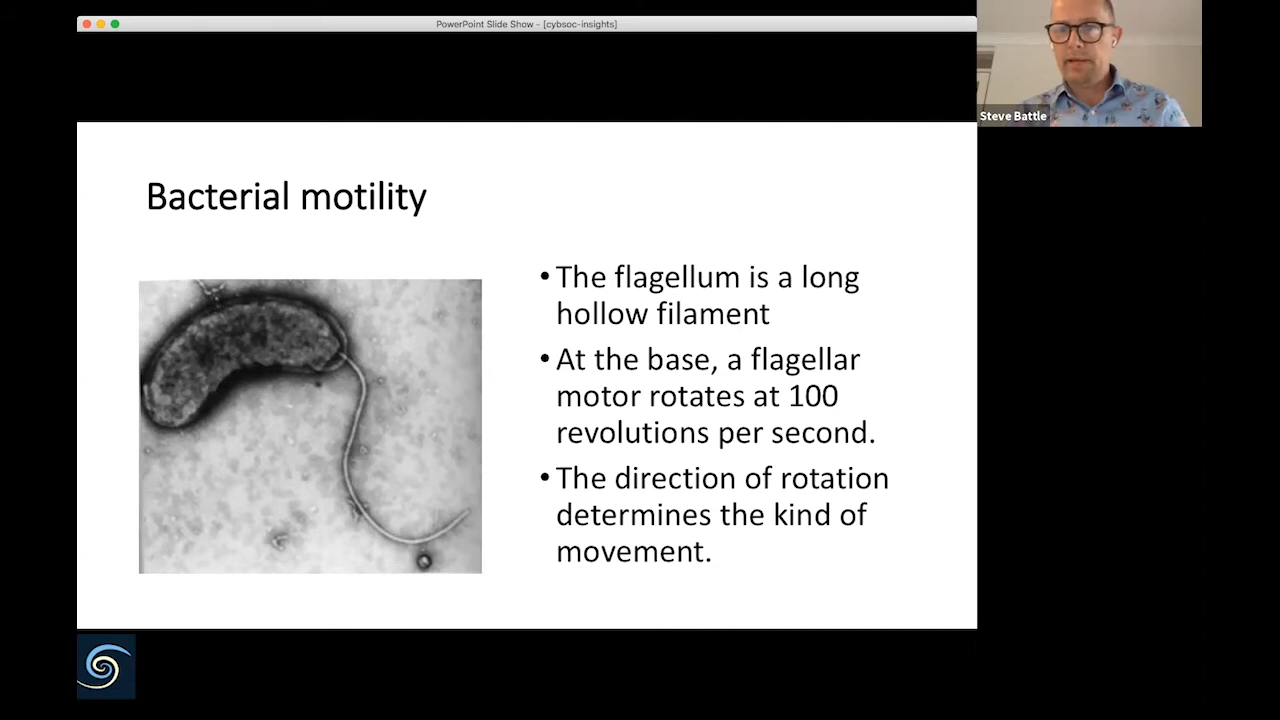 PowerPoint Slide Show - [cybsoc-insights]
Steve Battle
Bacterial motility
• The flagellum is a long
hollow filament
• At the base, a flagellar
motor rotates at 100
revolutions per second.
• The direction of rotation
determines the kind of
movement.